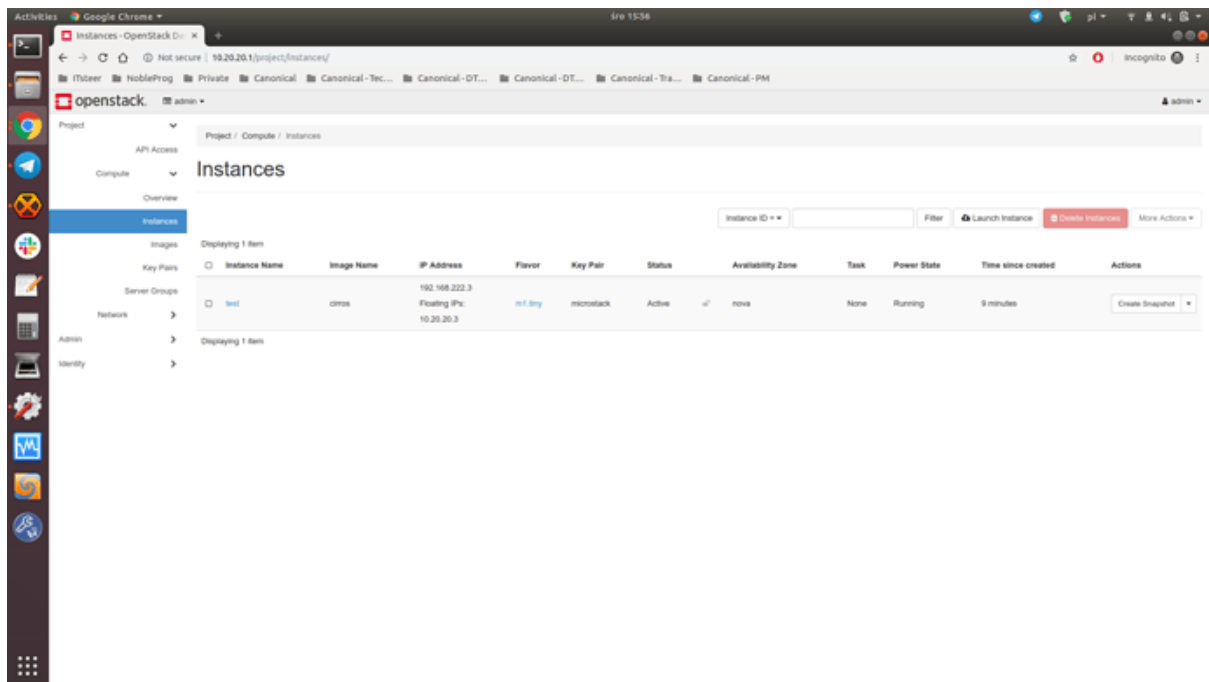 Activities Google Chrome śro 15:56 pl
Instances - OpenStack Da
Not secure | 10.20.20.1/project/instances/ Incognito
ITsteer NobleProg Private Canonical Canonical-Tec... Canonical-DT... Canonical-DT... Canonical-Tra... Canonical-PM
openstack. admin admin
Project
API Access
Compute
Overview
Instances
Images
Key Pairs
Server Groups
Network
Admin
Identity
Project / Compute / Instances
Instances
Instance ID = Filter Launch Instance Delete Instances More Actions
Displaying 1 item
Instance Name Image Name IP Address Flavor Key Pair Status Availability Zone Task Power State Time since created Actions
test cirros 192.168.222.3 m1.tiny microstack Active nova None Running 9 minutes Create Snapshot
Floating IPs:
10.20.20.3
Displaying 1 item